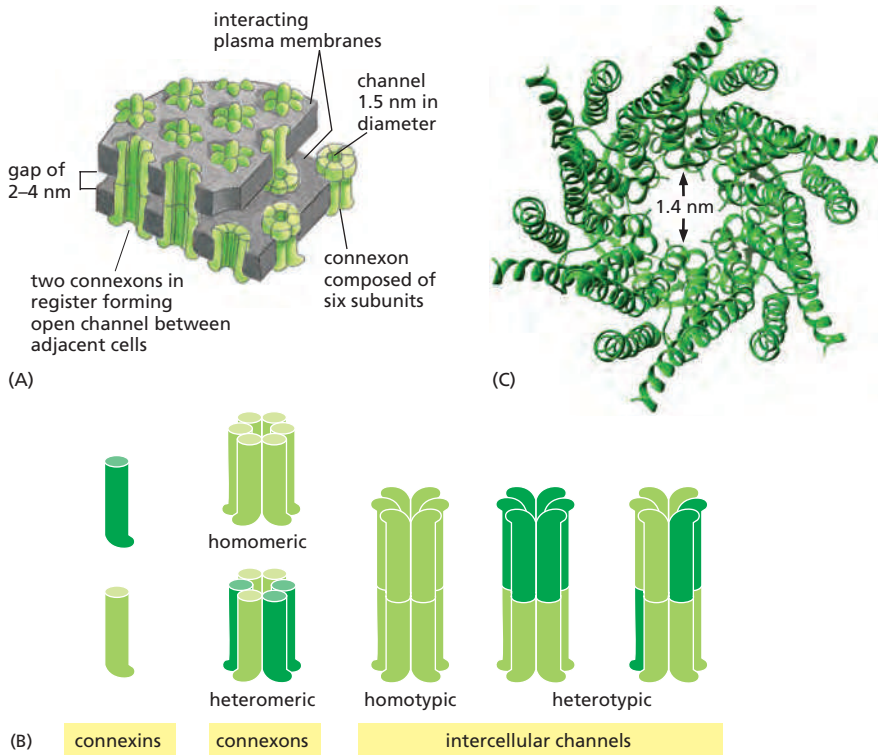 interacting
plasma membranes
channel
1.5 nm in
diameter
gap of
2–4 nm
two connexons in
register forming
open channel between
adjacent cells
connexon
composed of
six subunits
(A)
1.4 nm
(C)
homomeric
heteromeric
homotypic
heterotypic
(B)
connexins
connexons
intercellular channels